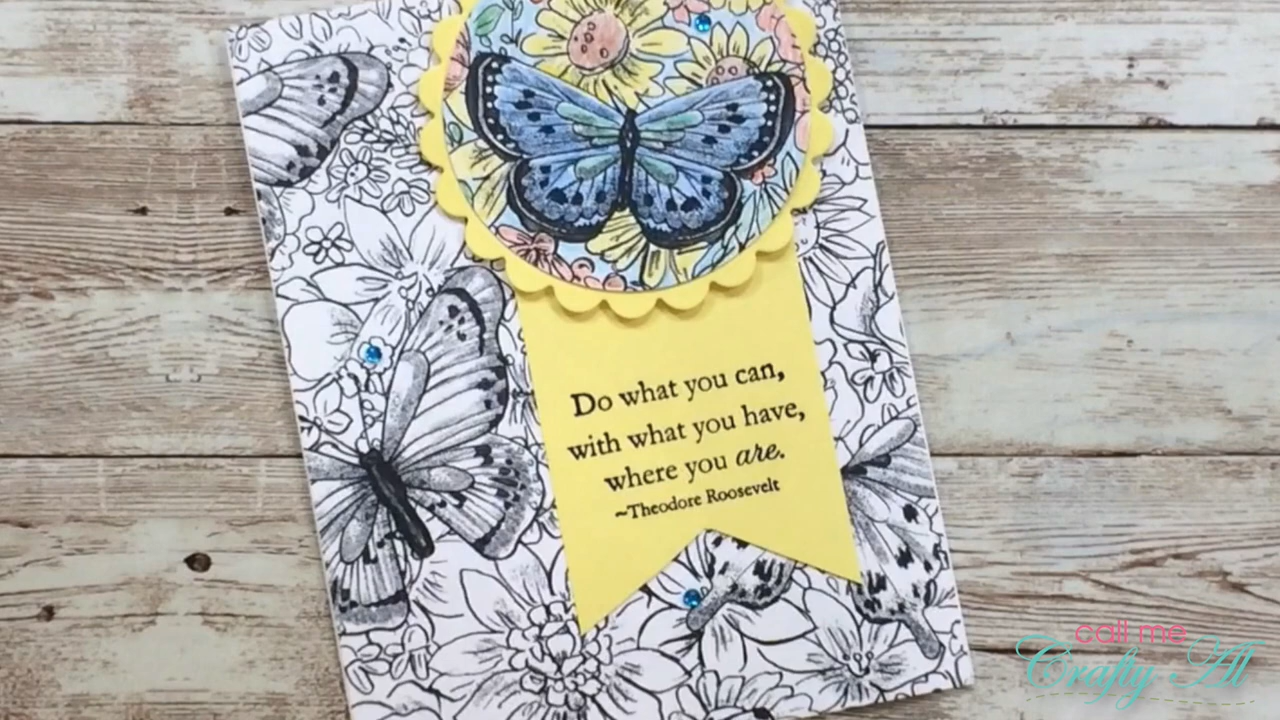 Do what you can,
with what you have,
where you are.
~Theodore Roosevelt
call me
Crafty Al